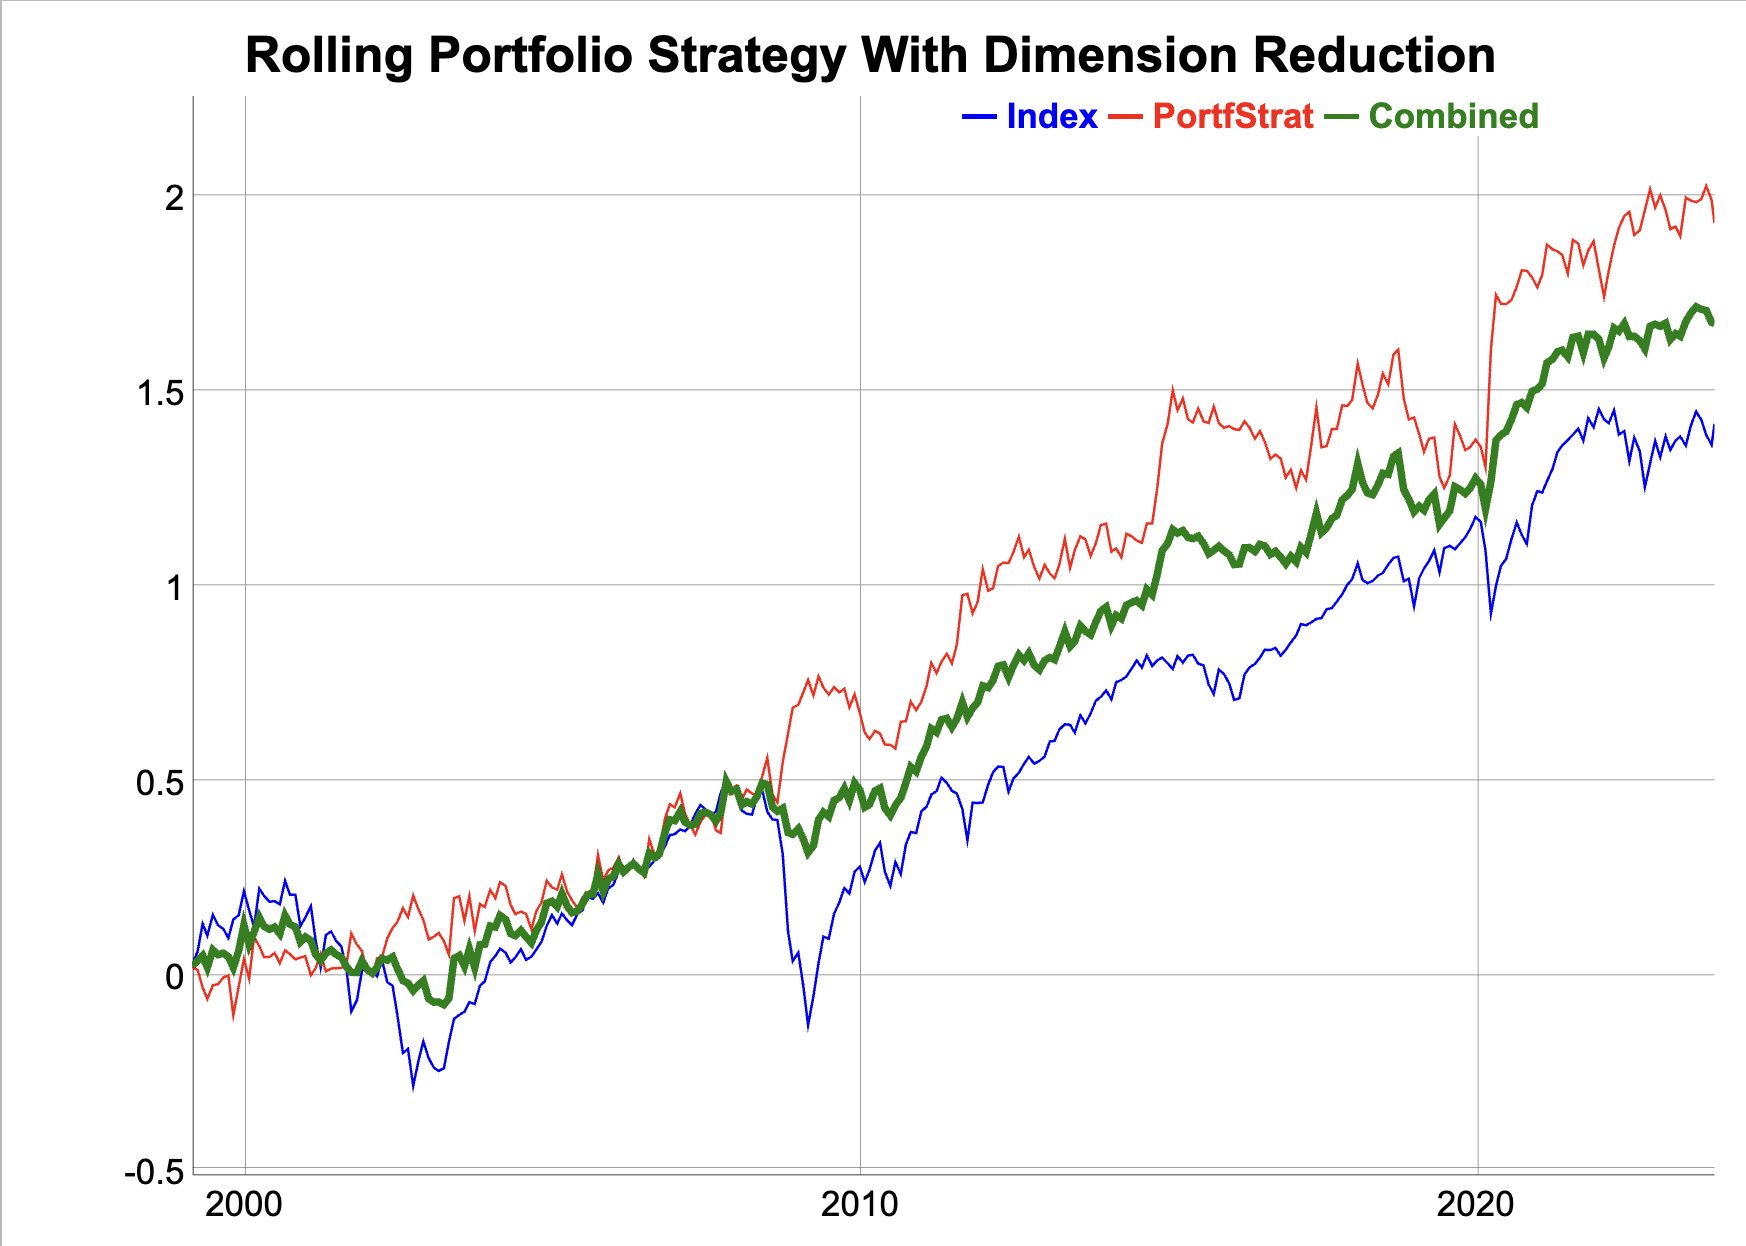 Rolling Portfolio Strategy With Dimension Reduction
Index PortfStrat Combined
2
1.5
1
0.5
0
-0.5
2000 2010 2020